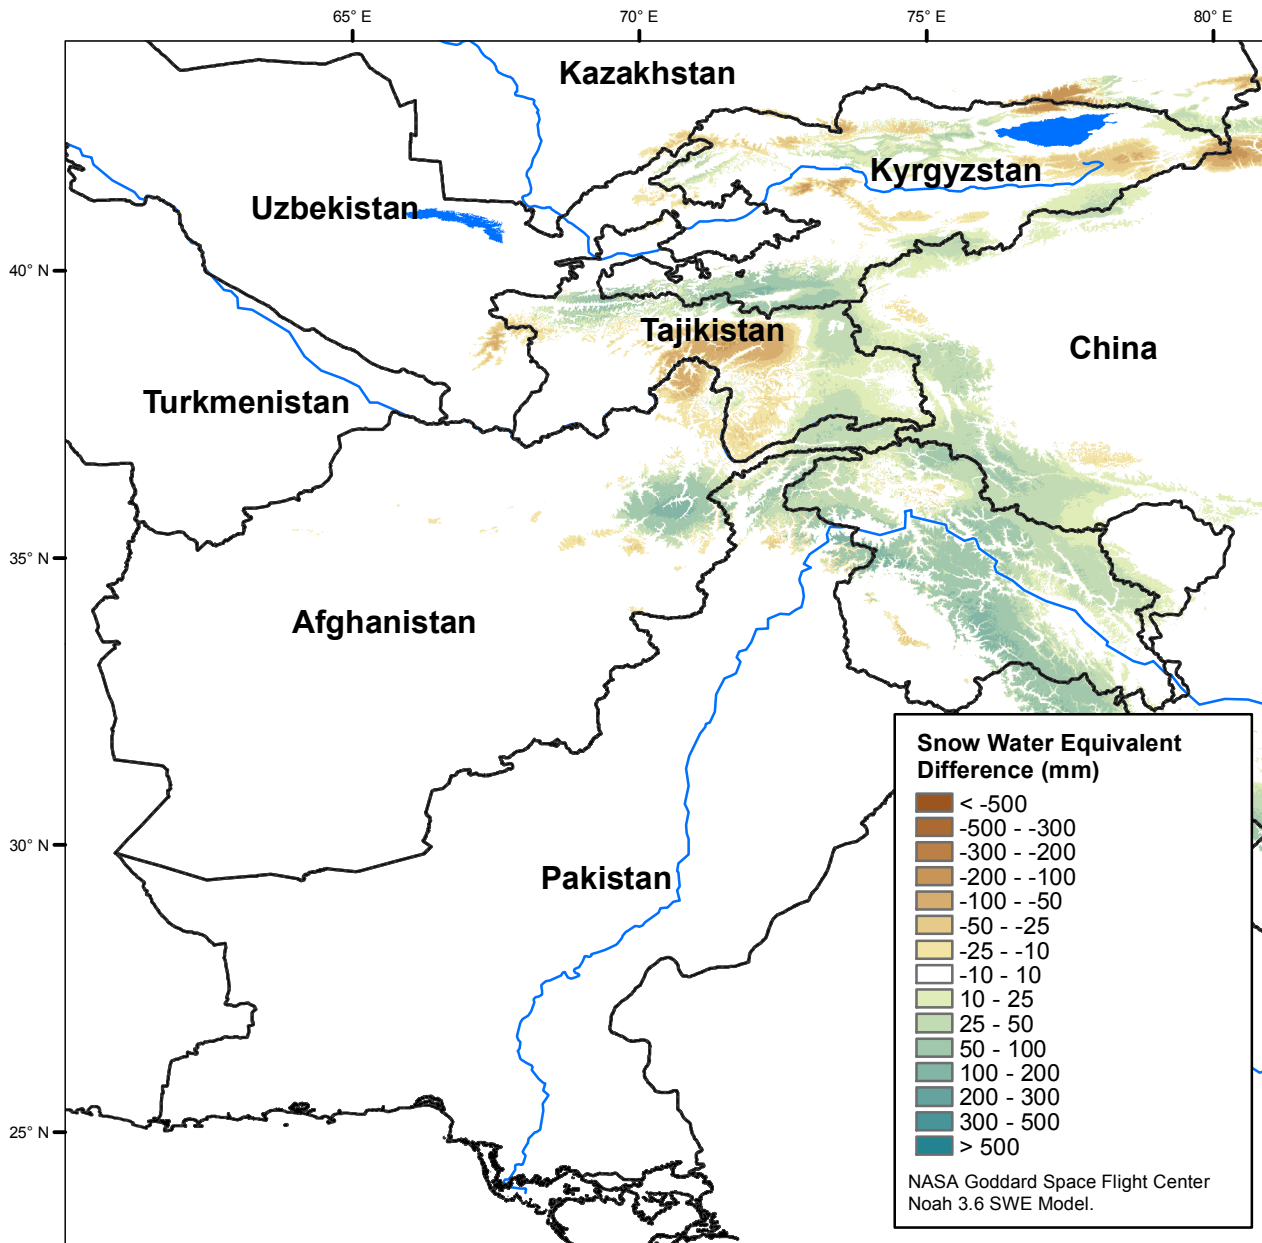 65° E
70° E
75° E
80° E
Kazakhstan
Kyrgyzstan
Uzbekistan
40° N
Tajikistan
China
Turkmenistan
35° N
Afghanistan
Snow Water Equivalent
Difference (mm)
< -500
-500 - -300
-300 - -200
-200 - -100
-100 - -50
-50 - -25
-25 - -10
-10 - 10
10 - 25
25 - 50
50 - 100
100 - 200
200 - 300
300 - 500
> 500
30° N
Pakistan
25° N
NASA Goddard Space Flight Center
Noah 3.6 SWE Model.